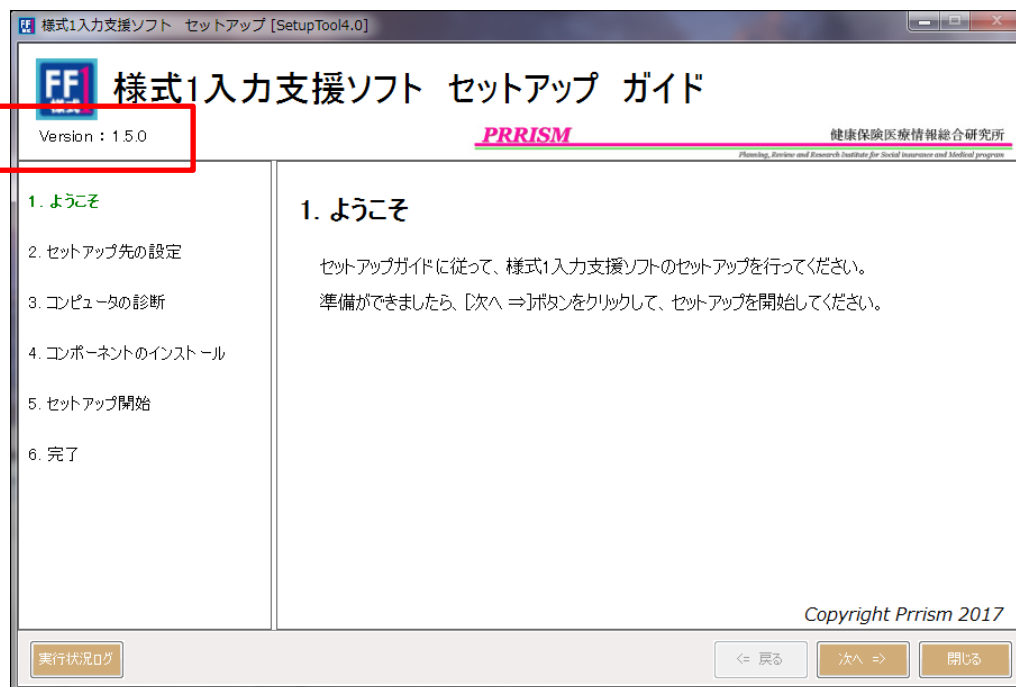 様式1入力支援ソフト セットアップ [SetupTool4.0]
FF1
様式1
様式1入力支援ソフト セットアップ ガイド
Version：1.5.0
PRRISM
健康保険医療情報総合研究所
Planning, Review and Research Institute for Social insurance and Medical program
1. ようこそ
2. セットアップ先の設定
3. コンピュータの診断
4. コンポーネントのインストール
5. セットアップ開始
6. 完了
1. ようこそ
セットアップガイドに従って、様式1入力支援ソフトのセットアップを行ってください。
準備ができましたら、[次へ ⇒]ボタンをクリックして、セットアップを開始してください。
Copyright Prrism 2017
実行状況ログ
<= 戻る
次へ =>
閉じる